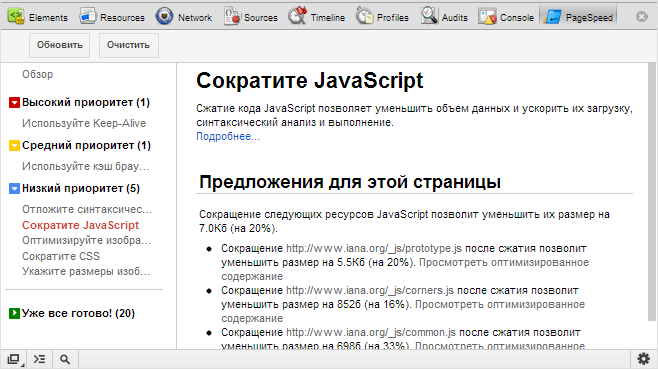 Elements Resources Network Sources Timeline Profiles Audits Console PageSpeed
Обновить Очистить
Обзор
Высокий приоритет (1)
Используйте Keep-Alive
Средний приоритет (1)
Используйте кэш брау...
Низкий приоритет (5)
Отложите синтаксичес...
Сократите JavaScript
Оптимизируйте изобра...
Сократите CSS
Укажите размеры изоб...
Уже все готово! (20)
Сократите JavaScript
Сжатие кода JavaScript позволяет уменьшить объем данных и ускорить их загрузку,
синтаксический анализ и выполнение.
Подробнее...
Предложения для этой страницы
Сокращение следующих ресурсов JavaScript позволит уменьшить их размер на
7.0Кб (на 20%).
Сокращение http://www.iana.org/_js/prototype.js после сжатия позволит
уменьшить размер на 5.5Кб (на 20%). Просмотреть оптимизированное
содержание
Сокращение http://www.iana.org/_js/corners.js после сжатия позволит
уменьшить размер на 852б (на 16%). Просмотреть оптимизированное
содержание
Сокращение http://www.iana.org/_js/common.js после сжатия позволит
уменьшить размер на 698б (на 33%). Просмотреть оптимизированное